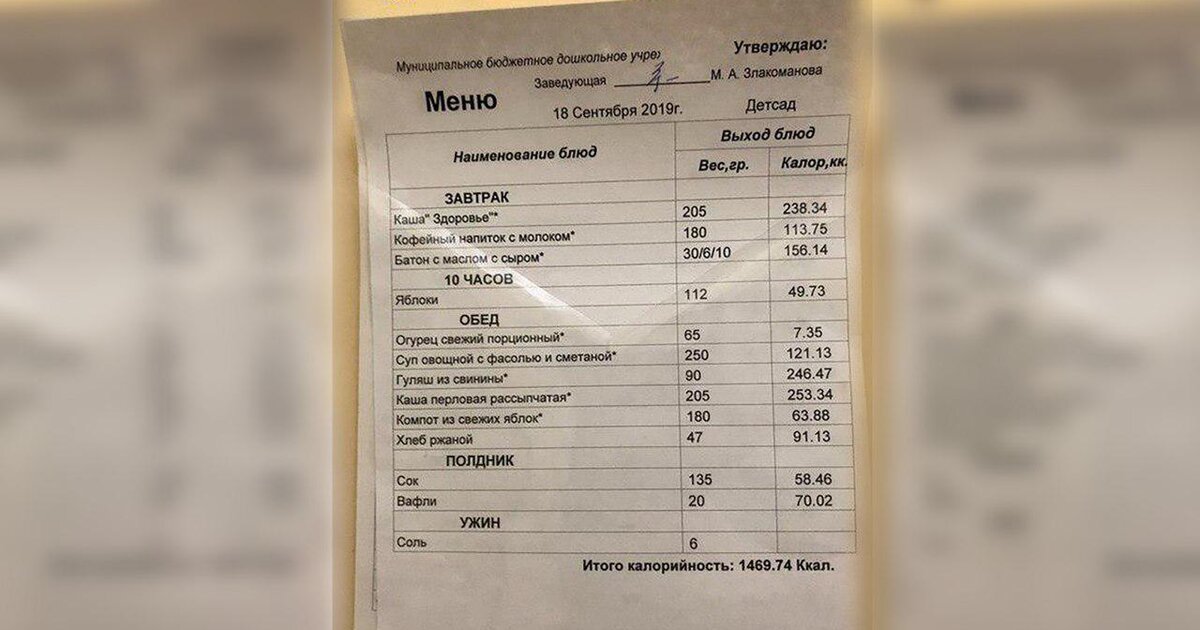 Утверждаю:
Муниципальное бюджетное дошкольное учре
Заведующая М. А. Злакоманова
Меню 18 Сентября 2019г. Детсад
Наименование блюд Выход блюд
Вес,гр. Калор,кк
ЗАВТРАК
Каша" Здоровье"* 205 238.34
Кофейный напиток с молоком* 180 113.75
Батон с маслом с сыром* 30/6/10 156.14
10 ЧАСОВ
Яблоки 112 49.73
ОБЕД
Огурец свежий порционный* 65 7.35
Суп овощной с фасолью и сметаной* 250 121.13
Гуляш из свинины* 90 246.47
Каша перловая рассыпчатая* 205 253.34
Компот из свежих яблок* 180 63.88
Хлеб ржаной 47 91.13
ПОЛДНИК
Сок 135 58.46
Вафли 20 70.02
УЖИН
Соль 6
Итого калорийность: 1469.74 Ккал.